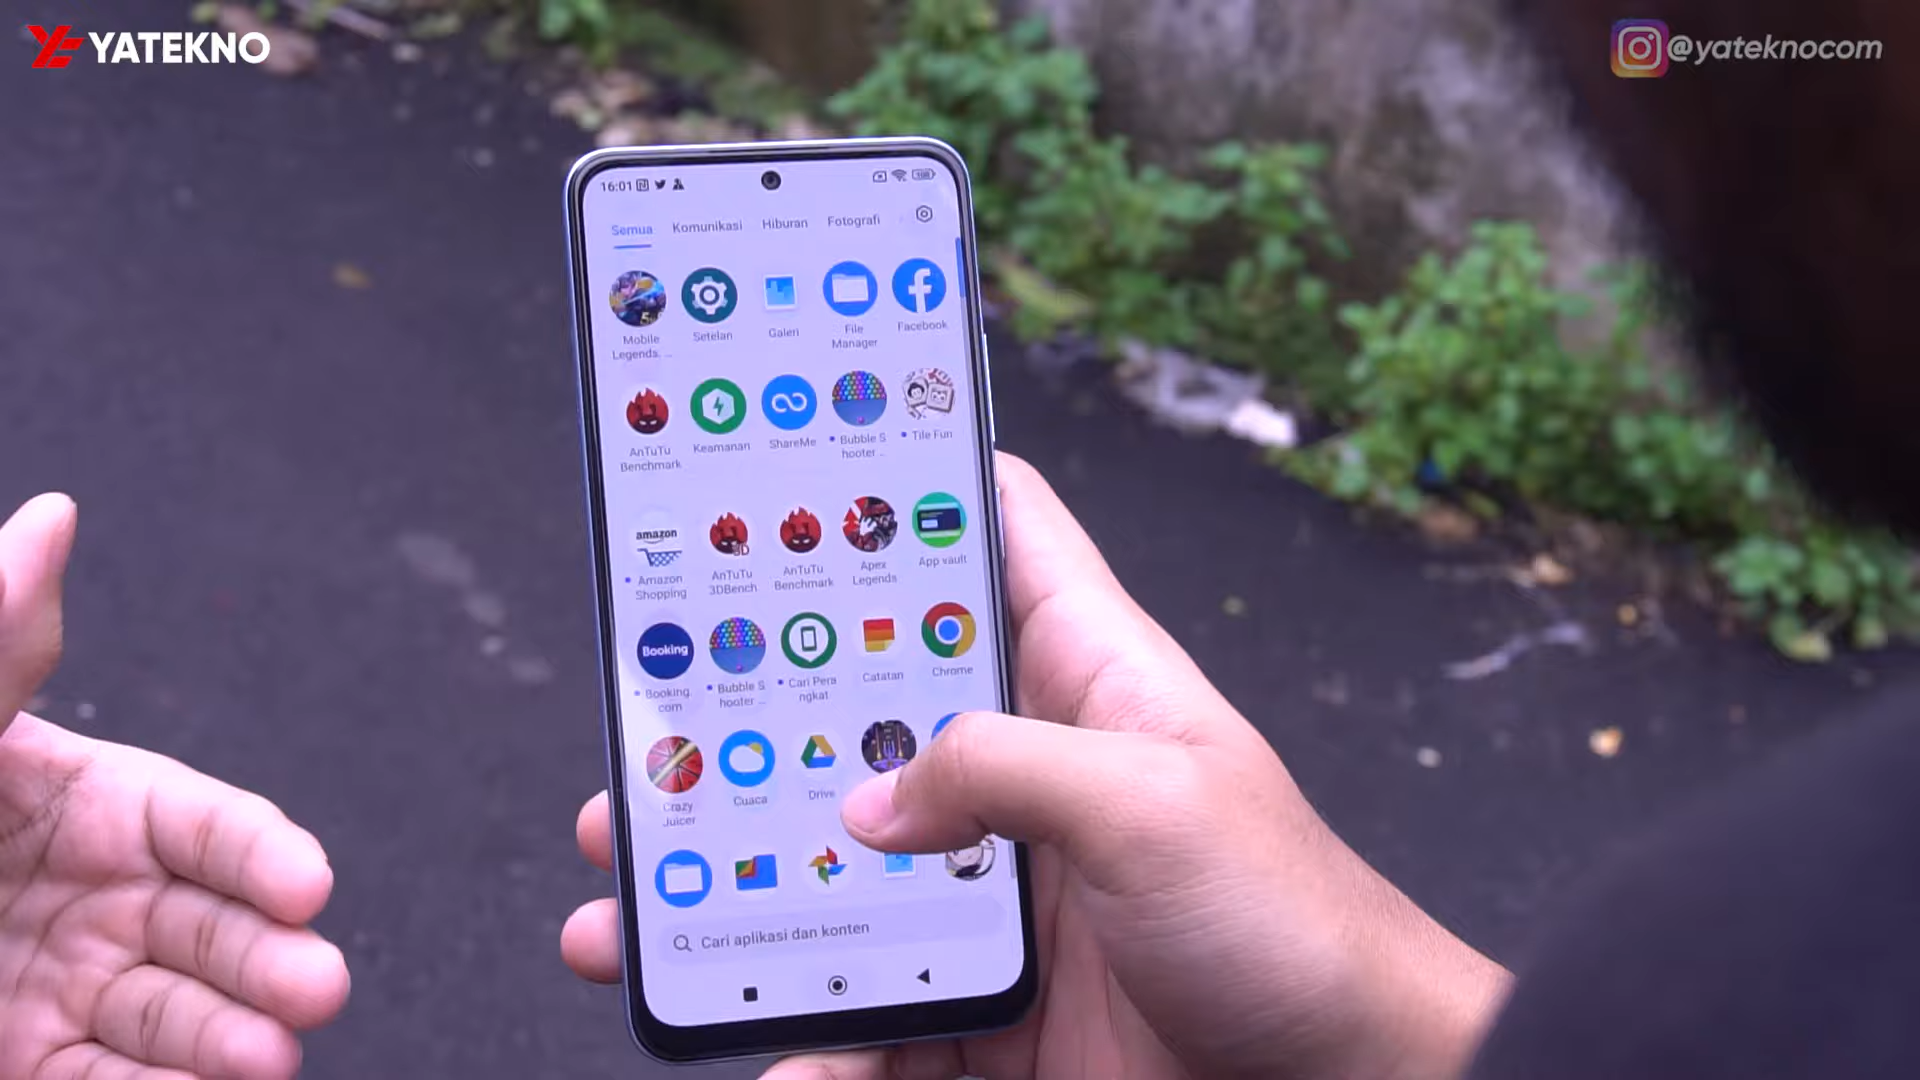 YATEKNO
@yateknocom
16:01
100
Semua Komunikasi Hiburan Fotografi
Mobile
Legends. ...
Setelan
Galeri
File
Manager
Facebook
AnTuTu
Benchmark
Keamanan
ShareMe
Bubble S
hooter ..
Tile Fun
amazon
Amazon
Shopping
3D
AnTuTu
3DBench
AnTuTu
Benchmark
Apex
Legends
App vault
Booking
Booking.
com
Bubble S
hooter ...
Cari Pera
ngkat
Catatan
Chrome
Crazy
Juicer
Cuaca
Drive
Cari aplikasi dan konten